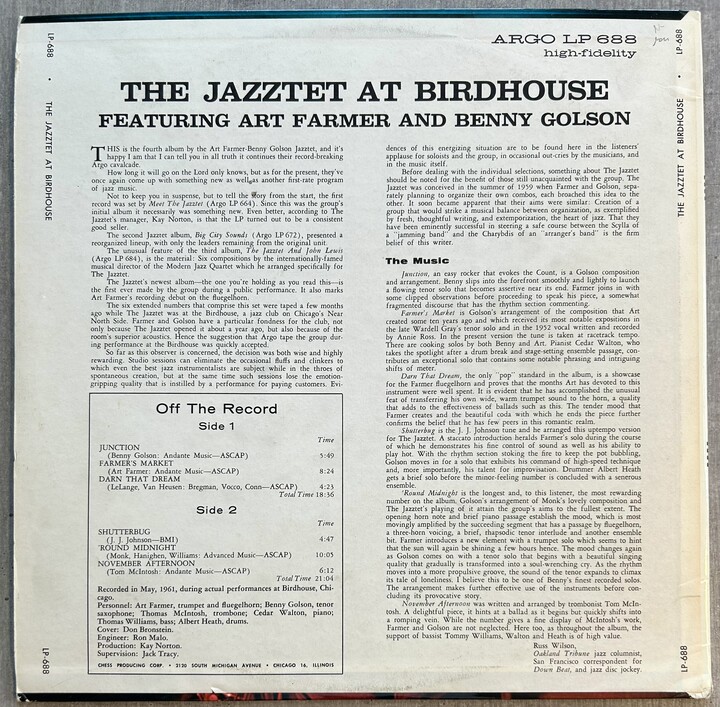 ARGO LP 688
high-fidelity
THE JAZZTET AT BIRDHOUSE
FEATURING ART FARMER AND BENNY GOLSON
THIS is the fourth album by the Art Farmer-Benny Golson Jazztet, and it's
happy I am that I can tell you in all truth it continues their record-breaking
Argo cavalcade.
How long it will go on the Lord only knows, but as for the present, they've
once again come up with something new as well as another first-rate program
of jazz music.
Not to keep you in suspense, but to tell the story from the start, the first
record was set by Meet The Jazztet (Argo LP 664). Since this was the group's
initial album it necessarily was something new. Even better, according to The
Jazztet's manager, Kay Norton, is that the LP turned out to be a consistent
good seller.
The second Jazztet album, Big City Sounds (Argo LP 672), presented a
reorganized lineup, with only the leaders remaining from the original unit.
The unusual feature of the third album, The Jazztet And John Lewis
(Argo LP 684), is the material: Six compositions by the internationally-famed
musical director of the Modern Jazz Quartet which he arranged specifically for
The Jazztet.
The Jazztet's newest album—the one you're holding as you read this—is
the first ever made by the group during a public performance. It also marks
Art Farmer's recording debut on the fluegelhorn.
The six extended numbers that comprise this set were taped a few months
ago while The Jazztet was at the Birdhouse, a jazz club on Chicago's Near
North Side. Farmer and Golson have a particular fondness for the club, not
only because The Jazztet opened it about a year ago, but also because of the
room's superior acoustics. Hence the suggestion that Argo tape the group dur-
ing performance at the Birdhouse was quickly accepted.
So far as this observer is concerned, the decision was both wise and highly
rewarding. Studio sessions can eliminate the occasional fluffs and clinkers to
which even the best jazz instrumentalists are subject while in the throes of
spontaneous creation, but at the same time such sessions lose the emotion-
gripping quality that is instilled by a performance for paying customers. Evi-
dences of this energizing situation are to be found here in the listeners'
applause for soloists and the group, in occasional out-cries by the musicians, and
in the music itself.
Before dealing with the individual selections, something about The Jazztet
should be noted for the benefit of those still unacquainted with the group. The
Jazztet was conceived in the summer of 1959 when Farmer and Golson, sepa-
rately planning to organize their own combos, each broached this idea to the
other. It soon became apparent that their aims were similar: Creation of a
group that would strike a musical balance between organization, as exemplified
by fresh, thoughtful writing, and extemporization, the heart of jazz. That they
have been eminently successful in steering a safe course between the Scylla of
a "jamming band" and the Charybdis of an "arranger's band" is the firm
belief of this writer.
The Music
Junction, an easy rocker that evokes the Count, is a Golson composition
and arrangement. Benny slips into the forefront smoothly and lightly to launch
a flowing tenor solo that becomes assertive near its end. Farmer joins in with
some clipped observations before proceeding to speak his piece, a somewhat
fragmented discourse that has the rhythm section commenting.
Farmer's Market is Golson's arrangement of the composition that Art
created some ten years ago and which received its most notable expositions in
the late Wardell Gray's tenor solo and in the 1952 vocal written and recorded
by Annie Ross. In the present version the tune is taken at racetrack tempo.
There are cooking solos by both Benny and Art. Pianist Cedar Walton, who
takes the spotlight after a drum break and stage-setting ensemble passage, con-
tributes an exceptional solo that contains some notable phrasing and intriguing
shifts of meter.
Darn That Dream, the only "pop" standard in the album, is a showcase
for the Farmer fluegelhorn and proves that the months Art has devoted to this
instrument were well spent. It is evident that he has accomplished the unusual
feat of transferring his own wide, warm trumpet sound to the horn, a quality
that adds to the effectiveness of ballads such as this. The tender mood that
Farmer creates and the beautiful coda with which he ends the piece further
confirms the belief that he has few peers in this romantic realm.
Shutterbug is the J. J. Johnson tune and he arranged this uptempo version
for The Jazztet. A staccato introduction heralds Farmer's solo during the course
of which he demonstrates his fine control of sound as well as his ability to
play hot. With the rhythm section stoking the fire to keep the pot bubbling,
Golson moves in for a solo that exhibits his command of high-speed technique
and, more importantly, his talent for improvisation. Drummer Albert Heath
gets a brief solo before the minor-feeling number is concluded with a generous
ensemble.
'Round Midnight is the longest and, to this listener, the most rewarding
number on the album. Golson's arrangement of Monk's lovely composition and
The Jazztet's playing of it attain the group's aims to the fullest extent. The
opening horn note and brief piano passage establish the mood, which is most
movingly amplified by the succeeding segment that has a passage by fluegelhorn,
a three-horn voicing, a brief, rhapsodic tenor interlude and another ensemble
bit. Farmer introduces a new element with a trumpet solo which seems to hint
that the sun will again be shining a few hours hence. The mood changes again
as Golson comes on with a tenor solo that begins with a beautiful singing
quality that gradually is transformed into a soul-wrenching cry. As the rhythm
moves into a more propulsive groove, the sound of the tenor expands to climax
its tale of loneliness. I believe this to be one of Benny's finest recorded solos.
The arrangement makes further effective use of the instruments before con-
cluding its provocative story.
November Afternoon was written and arranged by trombonist Tom McIn-
tosh. A delightful piece, it hints at a ballad as it begins but quickly shifts into
a romping vein. While the number gives a fine display of McIntosh's work,
Farmer and Golson are not neglected. Here too, as throughout the album, the
support of bassist Tommy Williams, Walton and Heath is of high value.
Russ Wilson,
Oakland Tribune jazz columnist,
San Francisco correspondent for
Down Beat, and jazz disc jockey.
Off The Record
Side 1
Time
JUNCTION
(Benny Golson: Andante Music—ASCAP) 5:49
FARMER'S MARKET
(Art Farmer: Andante Music—ASCAP) 8:24
DARN THAT DREAM
(LeLange, Van Heusen: Bregman, Vocco, Conn—ASCAP) 4:23
Total Time 18:36
Side 2
Time
SHUTTERBUG
(J. J. Johnson—BMI) 4:47
'ROUND MIDNIGHT
(Monk, Hanighen, Williams: Advanced Music—ASCAP) 10:05
NOVEMBER AFTERNOON
(Tom McIntosh: Andante Music—ASCAP) 6:12
Total Time 21:04
Recorded in May, 1961, during actual performances at Birdhouse, Chi-
cago.
Personnel: Art Farmer, trumpet and fluegelhorn; Benny Golson, tenor
saxophone; Thomas McIntosh, trombone; Cedar Walton, piano;
Thomas Williams, bass; Albert Heath, drums.
Cover: Don Bronstein.
Engineer: Ron Malo.
Production: Kay Norton.
Supervision: Jack Tracy.
CHESS PRODUCING CORP. • 2120 SOUTH MICHIGAN AVENUE • CHICAGO 16, ILLINOIS
LP-688 • THE JAZZTET AT BIRDHOUSE LP-688
LP-688 • THE JAZZTET AT BIRDHOUSE LP-688